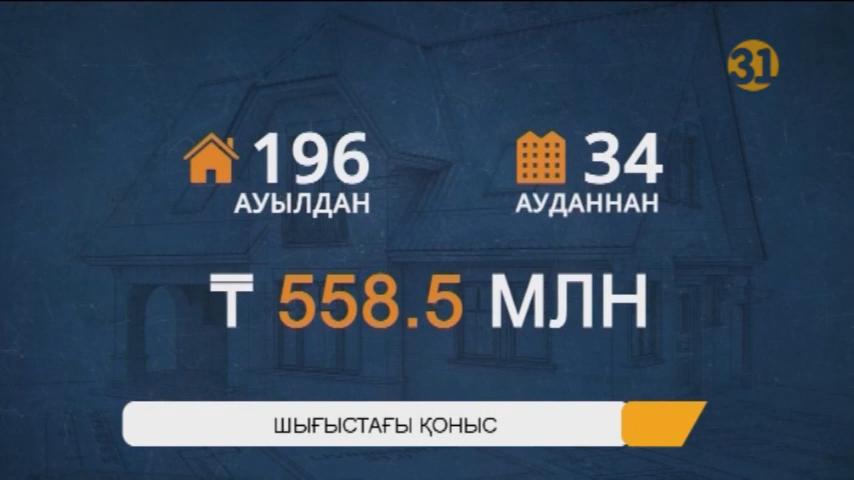 31
196 34
АУЫЛДАН АУДАННАН
₸ 558.5 МЛН
ШЫҒЫСТАҒЫ ҚОНЫС